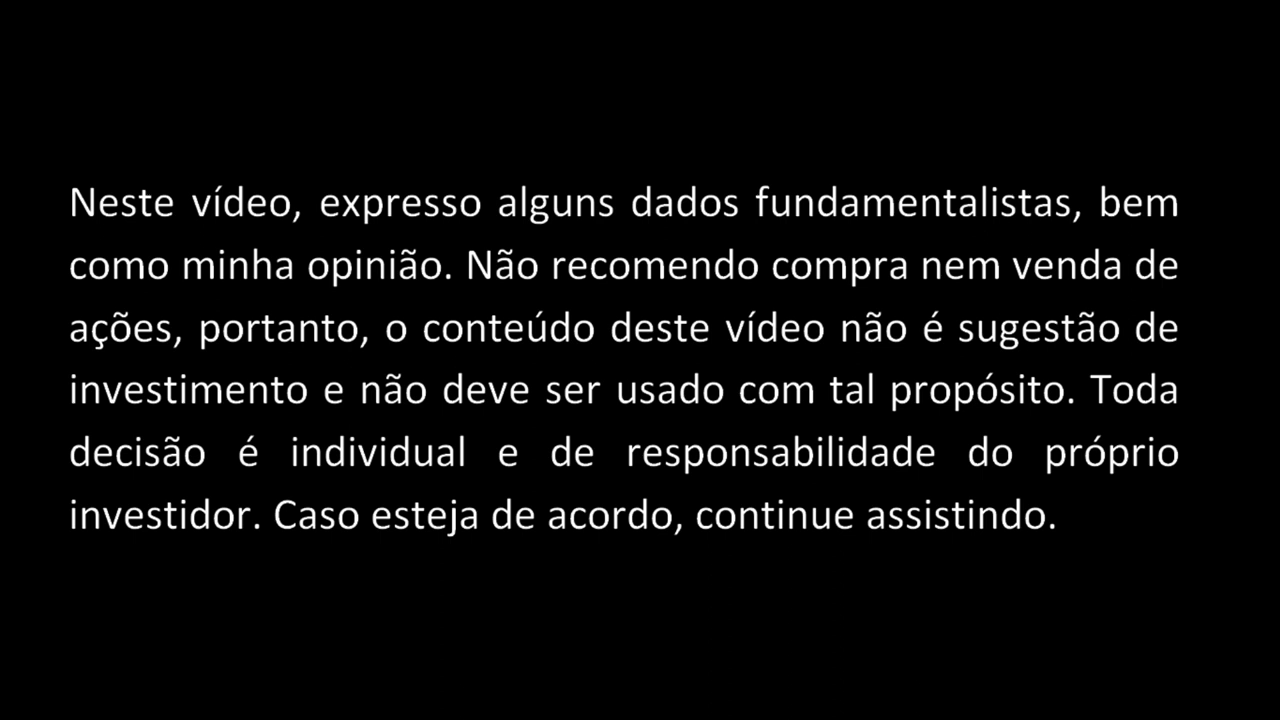 Neste vídeo, expresso alguns dados fundamentalistas, bem
como minha opinião. Não recomendo compra nem venda de
ações, portanto, o conteúdo deste vídeo não é sugestão de
investimento e não deve ser usado com tal propósito. Toda
decisão é individual e de responsabilidade do próprio
investidor. Caso esteja de acordo, continue assistindo.